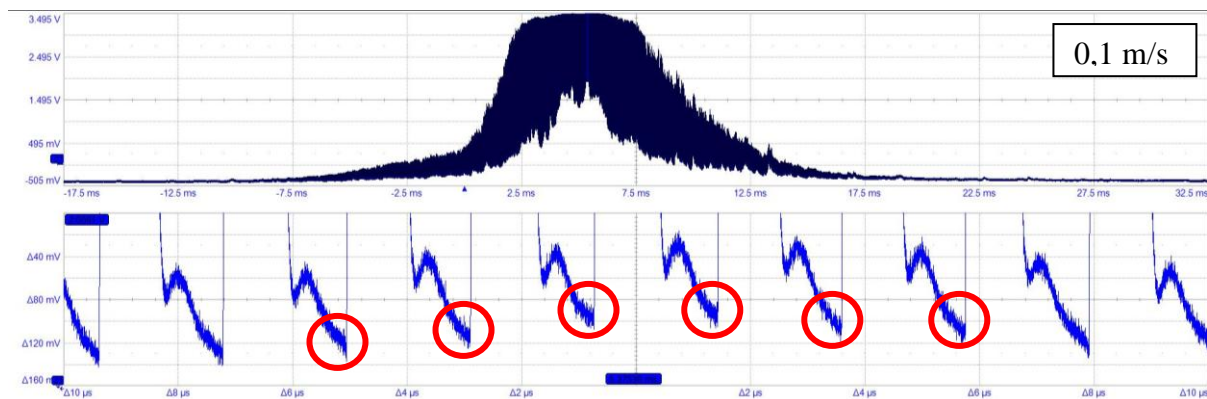 3.495 V
0,1 m/s
2.495 V
1.495 V
495 mV
-505 mV
-17.5 ms -12.5 ms -7.5 ms -2.5 ms 2.5 ms 7.5 ms 12.5 ms 17.5 ms 22.5 ms 27.5 ms 32.5 ms
Δ40 mV
Δ80 mV
Δ120 mV
Δ160 mV
Δ10 µs Δ8 µs Δ6 µs Δ4 µs Δ2 µs Δ2 µs Δ4 µs Δ6 µs Δ8 µs Δ10 µs